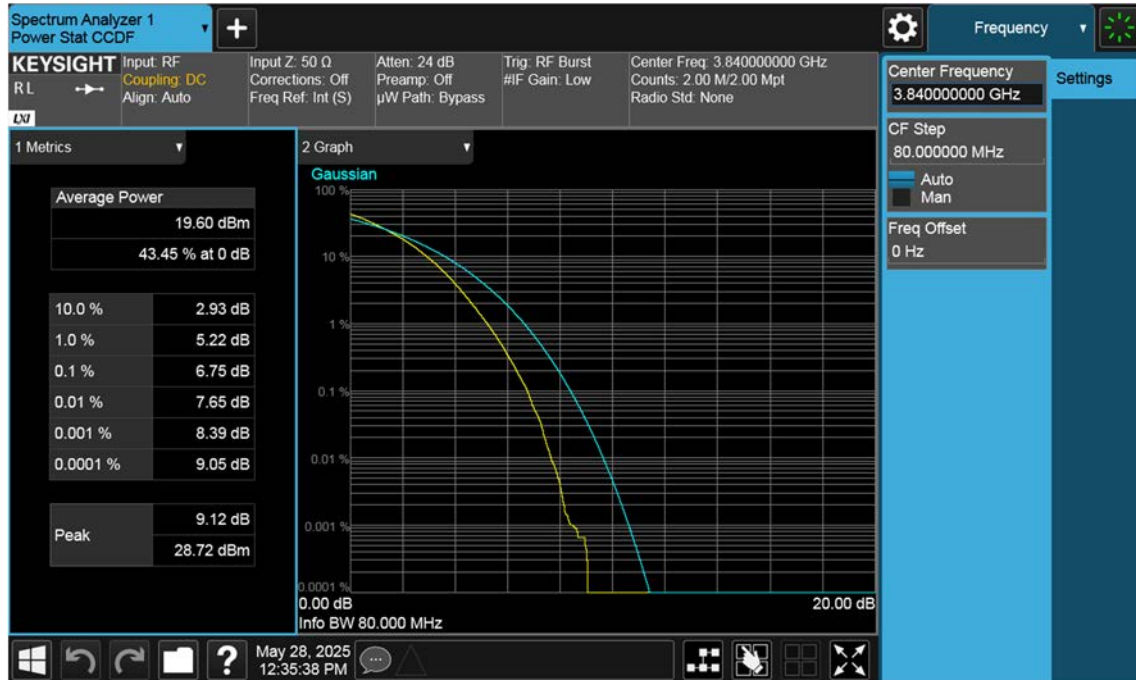 Spectrum Analyzer 1
Power Stat CCDF
Frequency
KEYSIGHT
RL
LXI
Input: RF
Coupling: DC
Align: Auto
Input Z: 50 Ω
Corrections: Off
Freq Ref: Int (S)
Atten: 24 dB
Preamp: Off
µW Path: Bypass
Trig: RF Burst
#IF Gain: Low
Center Freq: 3.840000000 GHz
Counts: 2.00 M/2.00 Mpt
Radio Std: None
Center Frequency
3.840000000 GHz
Settings
CF Step
80.000000 MHz
Auto
Man
Freq Offset
0 Hz
1 Metrics
Average Power
19.60 dBm
43.45 % at 0 dB
10.0 % 2.93 dB
1.0 % 5.22 dB
0.1 % 6.75 dB
0.01 % 7.65 dB
0.001 % 8.39 dB
0.0001 % 9.05 dB
Peak
9.12 dB
28.72 dBm
2 Graph
Gaussian
100 %
10 %
1 %
0.1 %
0.01 %
0.001 %
0.0001 %
0.00 dB 20.00 dB
Info BW 80.000 MHz
?
May 28, 2025
12:35:38 PM